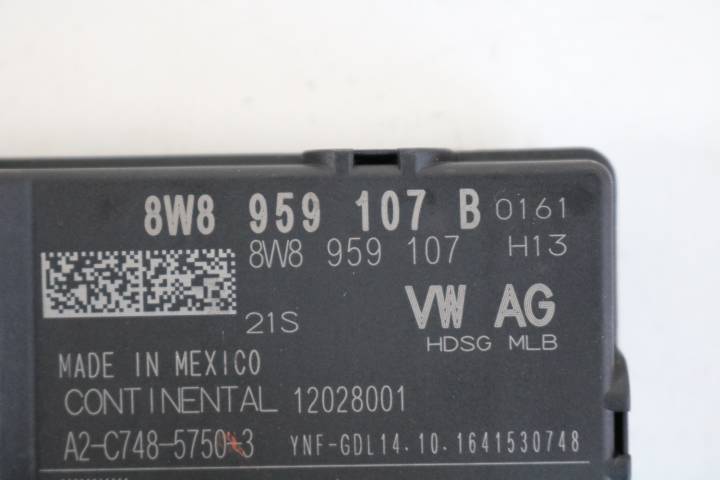 8W8 959 107 B 0161
8W8 959 107 H13
21S VW AG
HDSG MLB
MADE IN MEXICO
CONTINENTAL 12028001
A2-C748-5750-3 YNF-GDL14.10.1641530748